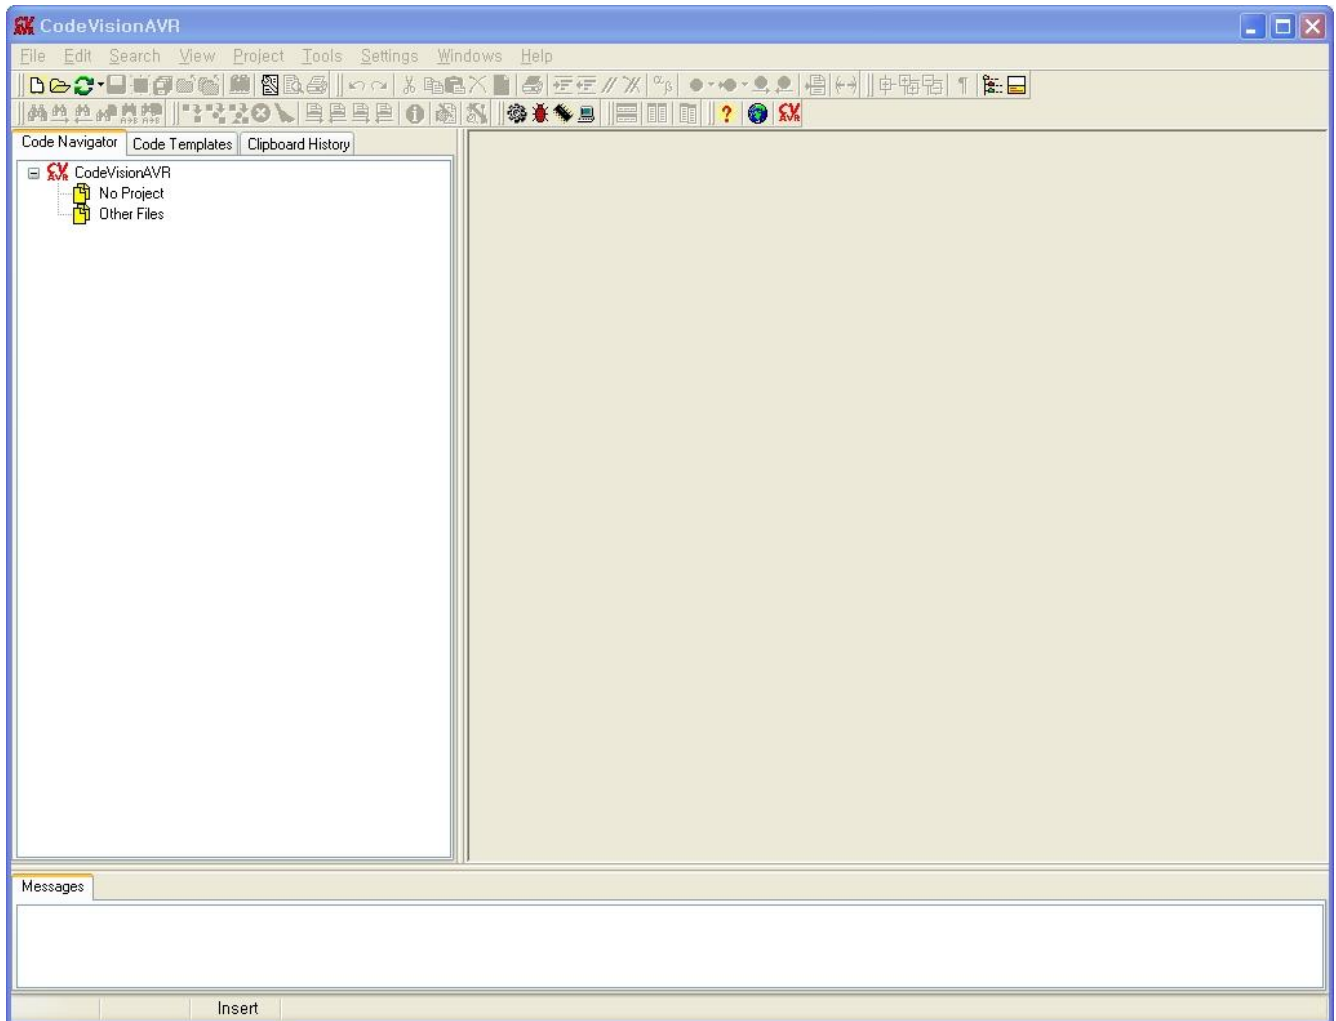 CodeVisionAVR
File Edit Search View Project Tools Settings Windows Help
Code Navigator Code Templates Clipboard History
CodeVisionAVR
No Project
Other Files
Messages
Insert